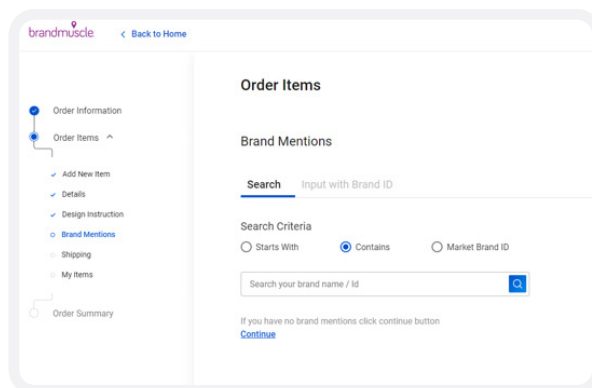 brandmuscle
Back to Home
Order Information
Order Items
Add New Item
Details
Design Instruction
Brand Mentions
Shipping
My Items
Order Summary
Order Items
Brand Mentions
Search Input with Brand ID
Search Criteria
Starts With Contains Market Brand ID
Search your brand name / Id
If you have no brand mentions click continue button
Continue